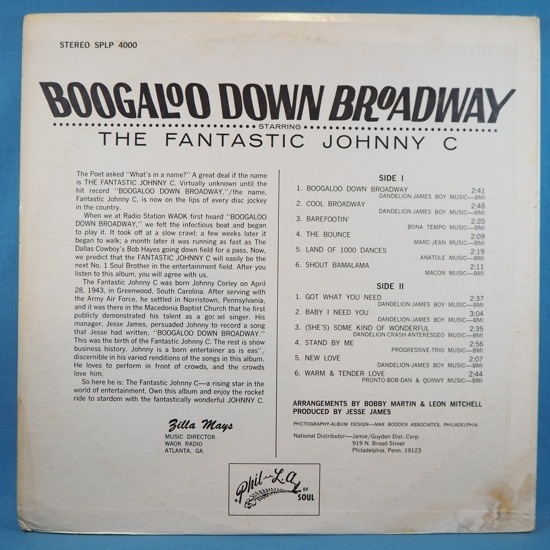 STEREO SPLP 4000
BOOGALOO DOWN BROADWAY
STARRING
THE FANTASTIC JOHNNY C
The Poet asked "What's in a name?" A great deal if the name
is THE FANTASTIC JOHNNY C. Virtually unknown until the
hit record "BOOGALOO DOWN BROADWAY,"/the name,
Fantastic Johnny C, is now on the lips of every disc jockey
in the country.
When we at Radio Station WAOK first heard "BOOGALOO
DOWN BROADWAY," we felt the infectious beat and began
to play it. It took off at a slow crawl; a few weeks later it
began to walk; a month later it was running as fast as The
Dallas Cowboy's Bob Hayes going down field for a pass. Now,
we predict that the FANTASTIC JOHNNY C will easily be the
next No. 1 Soul Brother in the entertainment field. After you
listen to this album, you will agree with us.
The Fantastic Johnny C was born Johnny Corley on April
28, 1943, in Greenwood, South Carolina. After serving with
the Army Air Force, he settled in Norristown, Pennsylvania,
and it was there in the Macedonia Baptist Church that he first
publicly demonstrated his talent as a gospel singer. His
manager, Jesse James, persuaded Johnny to record a song
that Jesse had written, "BOOGALOO DOWN BROADWAY."
This was the birth of the Fantastic Johnny C. The rest is show
business history. Johnny is a born entertainer as is easily
discernible in his varied renditions of the songs in this album.
He loves to perform in front of crowds, and the crowds
love him.
So here he is: The Fantastic Johnny C—a rising star in the
world of entertainment. Own this album and enjoy the rocket
ride to stardom with the fantastically wonderful JOHNNY C.
Zilla Mays
MUSIC DIRECTOR
WAOK RADIO
ATLANTA, GA.
SIDE I
1. BOOGALOO DOWN BROADWAY 2:41
DANDELION-JAMES BOY MUSIC—BMI
2. COOL BROADWAY 2:48
DANDELION-JAMES BOY MUSIC—BMI
3. BAREFOOTIN' 2:20
BONA TEMPO MUSIC—BMI
4. THE BOUNCE 2:09
MARC-JEAN MUSIC—BMI
5. LAND OF 1000 DANCES 2:19
ANATOLE MUSIC—BMI
6. SHOUT BAMALAMA 2:11
MACON MUSIC—BMI
SIDE II
1. GOT WHAT YOU NEED 2:37
DANDELION-JAMES BOY MUSIC—BMI
2. BABY I NEED YOU 3:04
DANDELION-JAMES BOY MUSIC—BMI
3. (SHE'S) SOME KIND OF WONDERFUL 2:35
DANDELION-CRASH-ANTERESGEO MUSIC—BMI
4. STAND BY ME 2:56
PROGRESSIVE TRIO MUSIC—BMI
5. NEW LOVE 2:07
DANDELION-JAMES BOY MUSIC—BMI
6. WARM & TENDER LOVE 2:44
PRONTO-BOB-DAN & QUINVY MUSIC—BMI
ARRANGEMENTS BY BOBBY MARTIN & LEON MITCHELL
PRODUCED BY JESSE JAMES
PHOTOGRAPHY-ALBUM DESIGN—MAX BODDEN ASSOCIATES, PHILADELPHIA
National Distributor—Jamie/Guyden Dist. Corp.
919 N. Broad Street
Philadelphia, Penn. 19123
Phil-L.A.
OF
SOUL